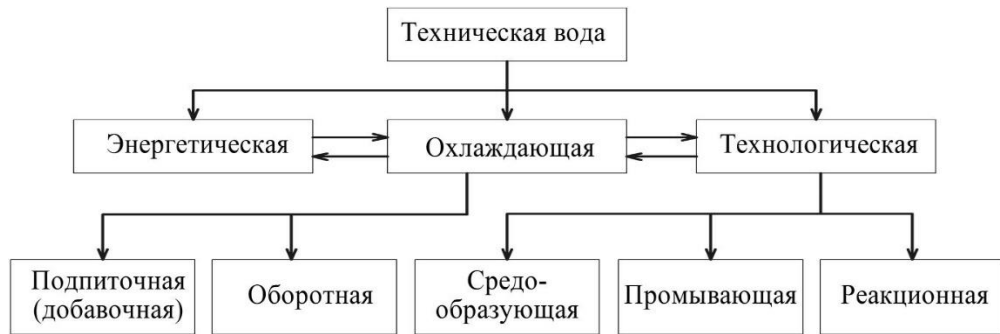 Техническая вода
Энергетическая
Охлаждающая
Технологическая
Подпиточная
(добавочная)
Оборотная
Средо-
образующая
Промывающая
Реакционная